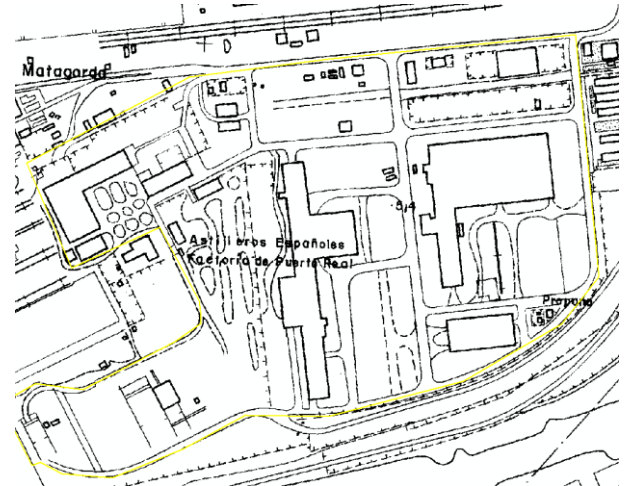 Matagorda
5,4
Astilleros Españoles
Factoria de Puerto Real
Propano